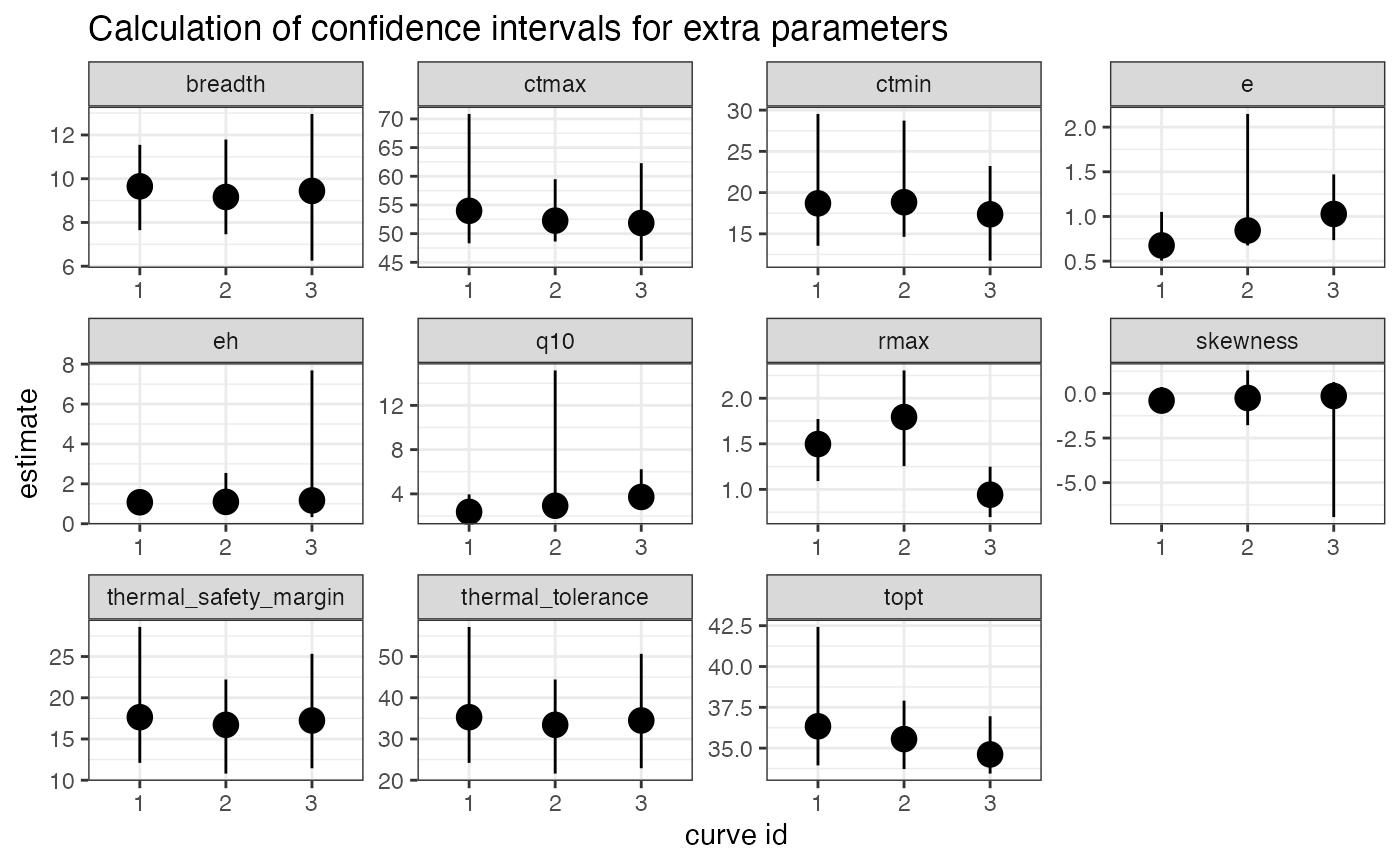 Calculation of confidence intervals for extra parameters
breadth
ctmax
ctmin
e
12
10
8
6
70
65
60
55
50
45
30
25
20
15
2.0
1.5
1.0
0.5
1 2 3
1 2 3
1 2 3
1 2 3
eh
q10
rmax
skewness
8
6
4
2
0
12
8
4
2.0
1.5
1.0
0.0
-2.5
-5.0
1 2 3
1 2 3
1 2 3
1 2 3
estimate
thermal_safety_margin
thermal_tolerance
topt
25
20
15
10
50
40
30
20
42.5
40.0
37.5
35.0
1 2 3
1 2 3
1 2 3
curve id